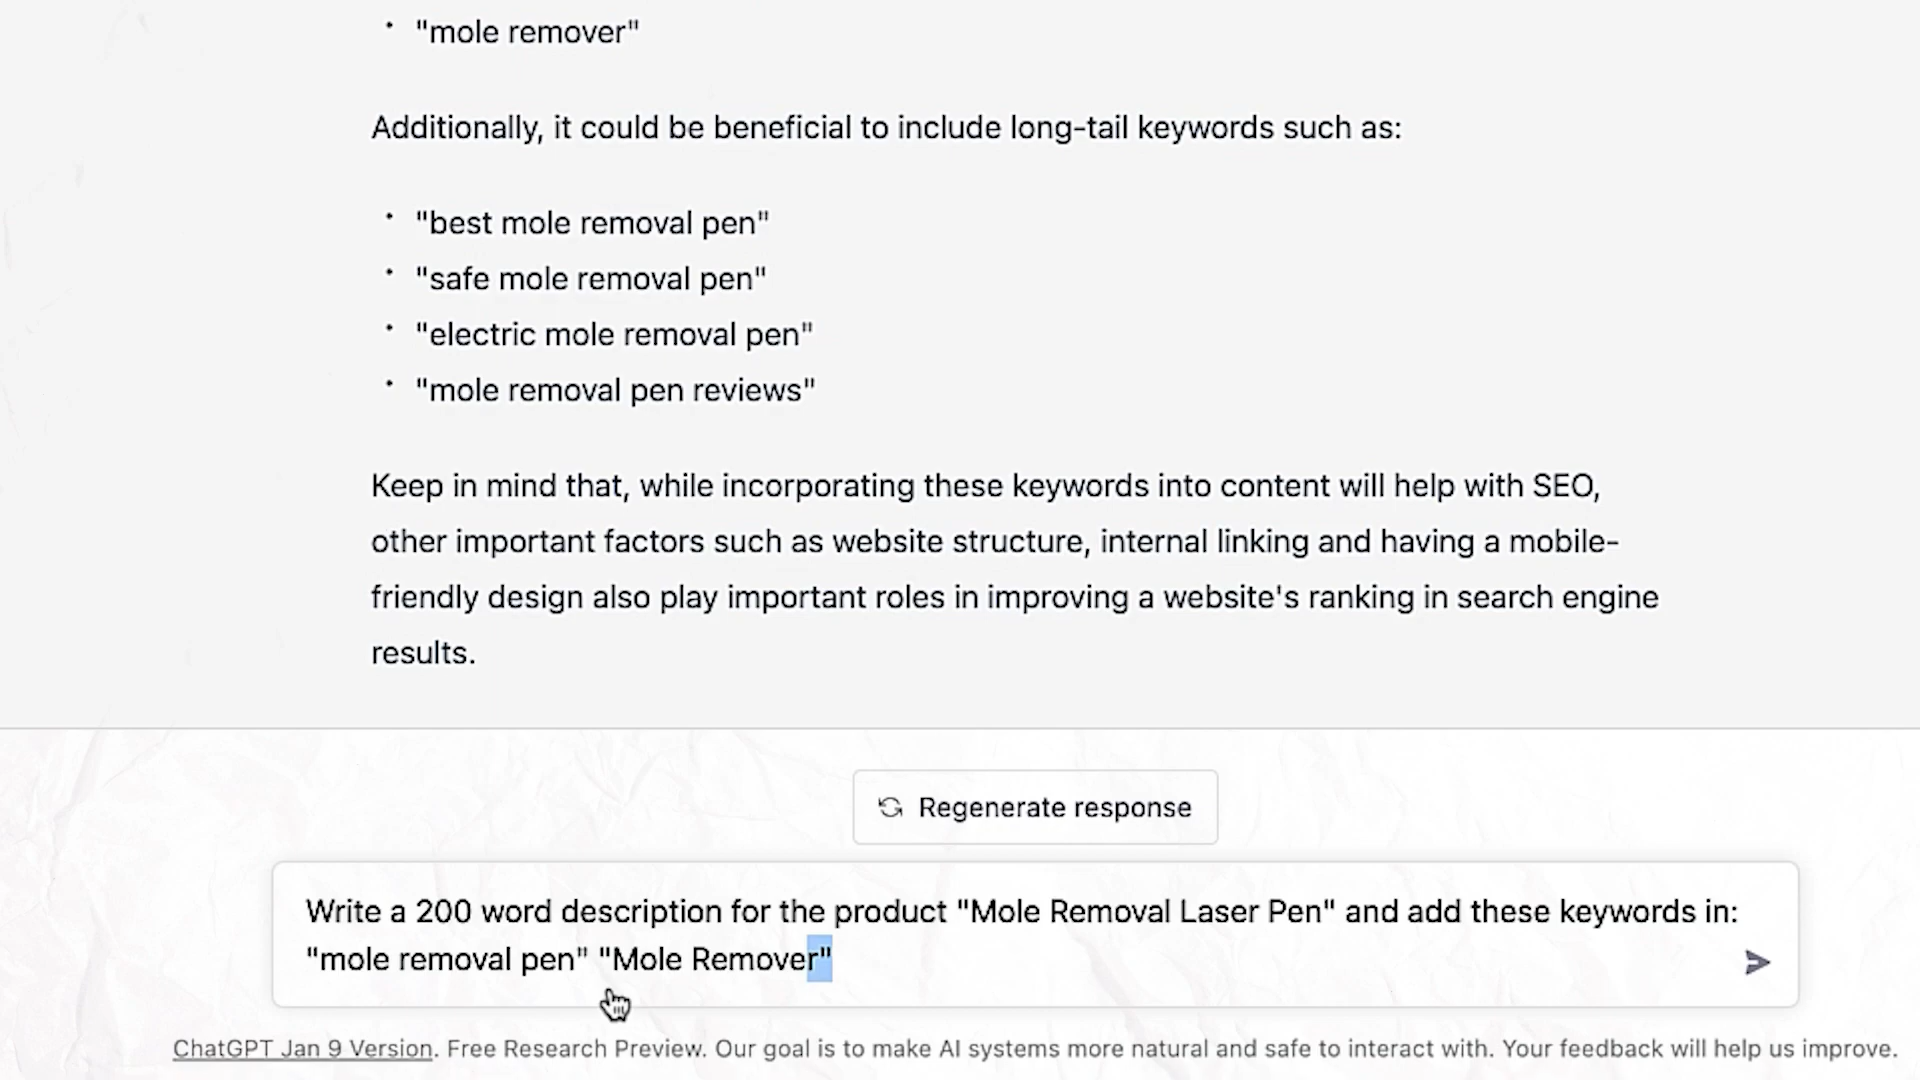 • "mole remover"
Additionally, it could be beneficial to include long-tail keywords such as:
• "best mole removal pen"
• "safe mole removal pen"
• "electric mole removal pen"
• "mole removal pen reviews"
Keep in mind that, while incorporating these keywords into content will help with SEO,
other important factors such as website structure, internal linking and having a mobile-
friendly design also play important roles in improving a website's ranking in search engine
results.
Regenerate response
Write a 200 word description for the product "Mole Removal Laser Pen" and add these keywords in:
"mole removal pen" "Mole Remover"
ChatGPT Jan 9 Version. Free Research Preview. Our goal is to make AI systems more natural and safe to interact with. Your feedback will help us improve.